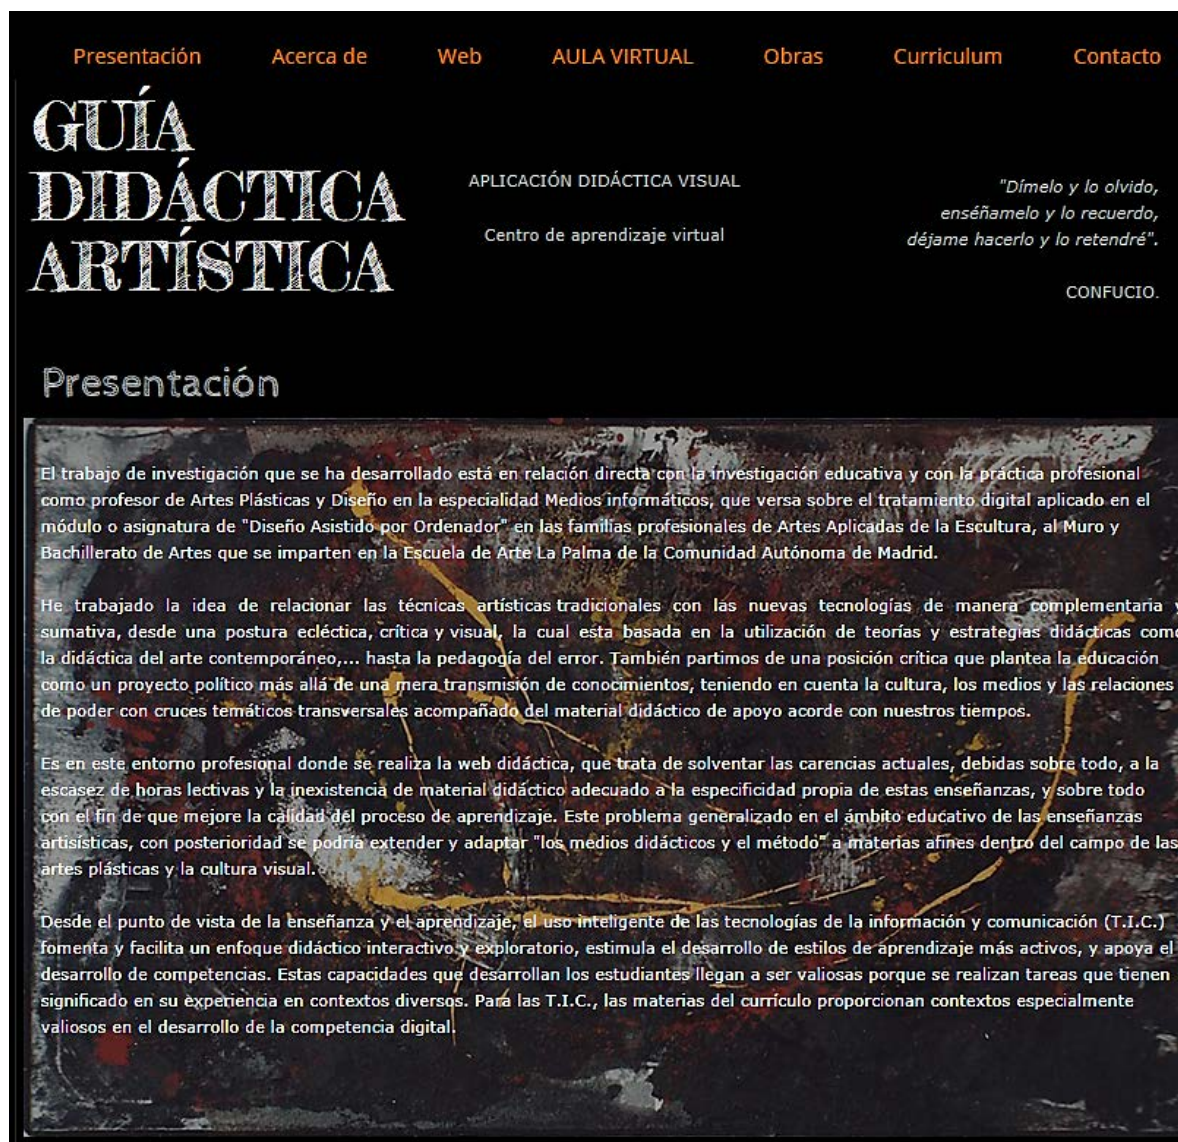 Presentación Acerca de Web AULA VIRTUAL Obras Curriculum Contacto
GUÍA
DIDÁCTICA
ARTÍSTICA
APLICACIÓN DIDÁCTICA VISUAL
Centro de aprendizaje virtual
"Dímelo y lo olvido,
enséñamelo y lo recuerdo,
déjame hacerlo y lo retendré".
CONFUCIO.
Presentación
El trabajo de investigación que se ha desarrollado está en relación directa con la investigación educativa y con la práctica profesional
como profesor de Artes Plásticas y Diseño en la especialidad Medios informáticos, que versa sobre el tratamiento digital aplicado en el
módulo o asignatura de "Diseño Asistido por Ordenador" en las familias profesionales de Artes Aplicadas de la Escultura, al Muro y
Bachillerato de Artes que se imparten en la Escuela de Arte La Palma de la Comunidad Autónoma de Madrid.
He trabajado la idea de relacionar las técnicas artísticas tradicionales con las nuevas tecnologías de manera complementaria y
sumativa, desde una postura ecléctica, crítica y visual, la cual esta basada en la utilización de teorías y estrategias didácticas como
la didáctica del arte contemporáneo,... hasta la pedagogía del error. También partimos de una posición crítica que plantea la educación
como un proyecto político más allá de una mera transmisión de conocimientos, teniendo en cuenta la cultura, los medios y las relaciones
de poder con cruces temáticos transversales acompañado del material didáctico de apoyo acorde con nuestros tiempos.
Es en este entorno profesional donde se realiza la web didáctica, que trata de solventar las carencias actuales, debidas sobre todo, a la
escasez de horas lectivas y la inexistencia de material didáctico adecuado a la especificidad propia de estas enseñanzas, y sobre todo
con el fin de que mejore la calidad del proceso de aprendizaje. Este problema generalizado en el ámbito educativo de las enseñanzas
artisísticas, con posterioridad se podría extender y adaptar "los medios didácticos y el método" a materias afines dentro del campo de las
artes plásticas y la cultura visual.
Desde el punto de vista de la enseñanza y el aprendizaje, el uso inteligente de las tecnologías de la información y comunicación (T.I.C.)
fomenta y facilita un enfoque didáctico interactivo y exploratorio, estimula el desarrollo de estilos de aprendizaje más activos, y apoya el
desarrollo de competencias. Estas capacidades que desarrollan los estudiantes llegan a ser valiosas porque se realizan tareas que tienen
significado en su experiencia en contextos diversos. Para las T.I.C., las materias del currículo proporcionan contextos especialmente
valiosos en el desarrollo de la competencia digital.